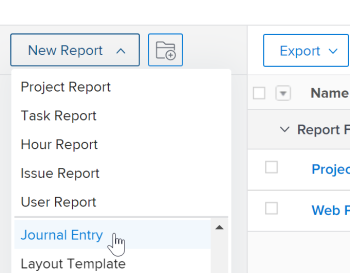 New Report
Export
Name
Project Report
Task Report
Hour Report
Issue Report
User Report
Journal Entry
Layout Template
Report
Web